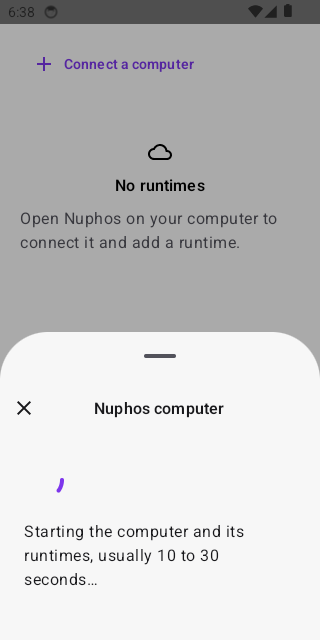 6:38
Connect a computer
No runtimes
Open Nuphos on your computer to
connect it and add a runtime.
Nuphos computer
Starting the computer and its
runtimes, usually 10 to 30
seconds…